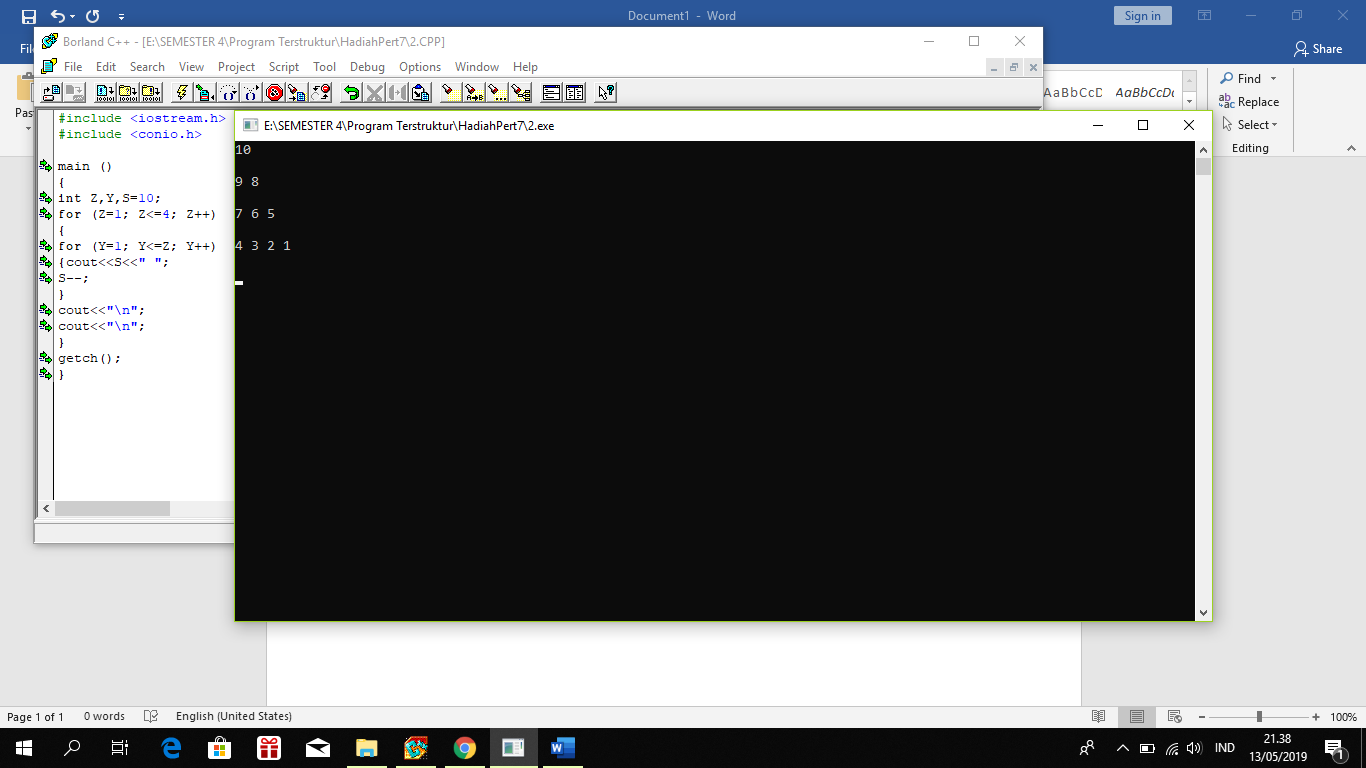 Document1 - Word
Sign in
Borland C++ - [E:\SEMESTER 4\Program Terstruktur\HadiahPert7\2.CPP]
Share
File Edit Search View Project Script Tool Debug Options Window Help
Find
AaBbCcD AaBbCcD
Replace
Select
Editing
#include <iostream.h>
#include <conio.h>
main ()
{
int Z,Y,S=10;
for (Z=1; Z<=4; Z++)
{
for (Y=1; Y<=Z; Y++)
{cout<<S<<" ";
S--;
}
cout<<"\n";
cout<<"\n";
}
getch();
}
E:\SEMESTER 4\Program Terstruktur\HadiahPert7\2.exe
10
9 8
7 6 5
4 3 2 1
Page 1 of 1 0 words English (United States) 100%
IND
21.38
13/05/2019
1